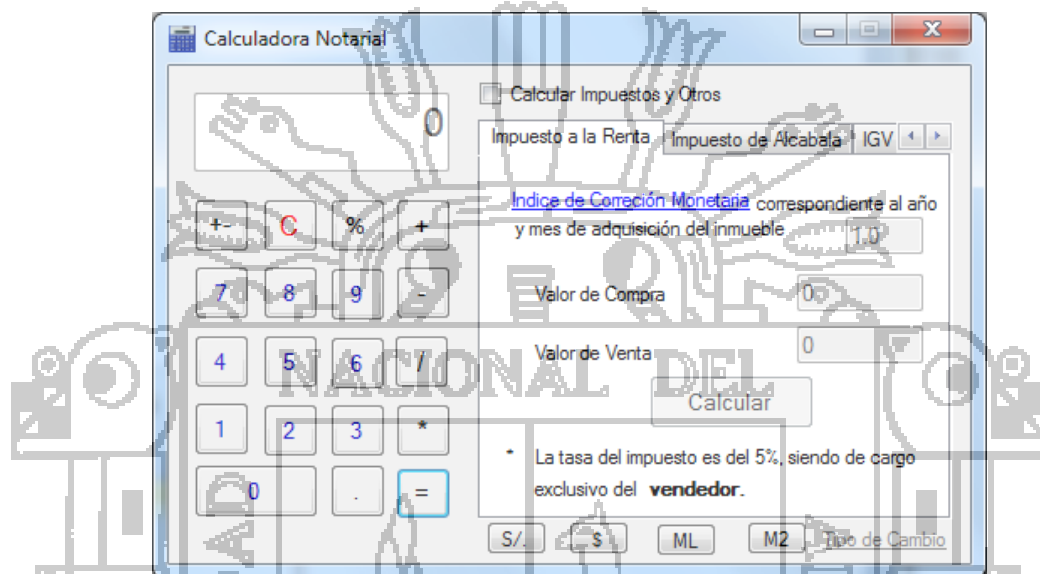 Calculadora Notarial
0
Calcular Impuestos y Otros
Impuesto a la Renta Impuesto de Alcabala IGV
Indice de Correción Monetaria correspondiente al año
y mes de adquisición del inmueble 1.0
+- C % +
7 8 9 -
Valor de Compra 0
4 5 6 /
Valor de Venta 0
NACIONAL DEL
Calcular
1 2 3 *
* La tasa del impuesto es del 5%, siendo de cargo
exclusivo del vendedor.
0 . =
S/. $ ML M2 Tipo de Cambio